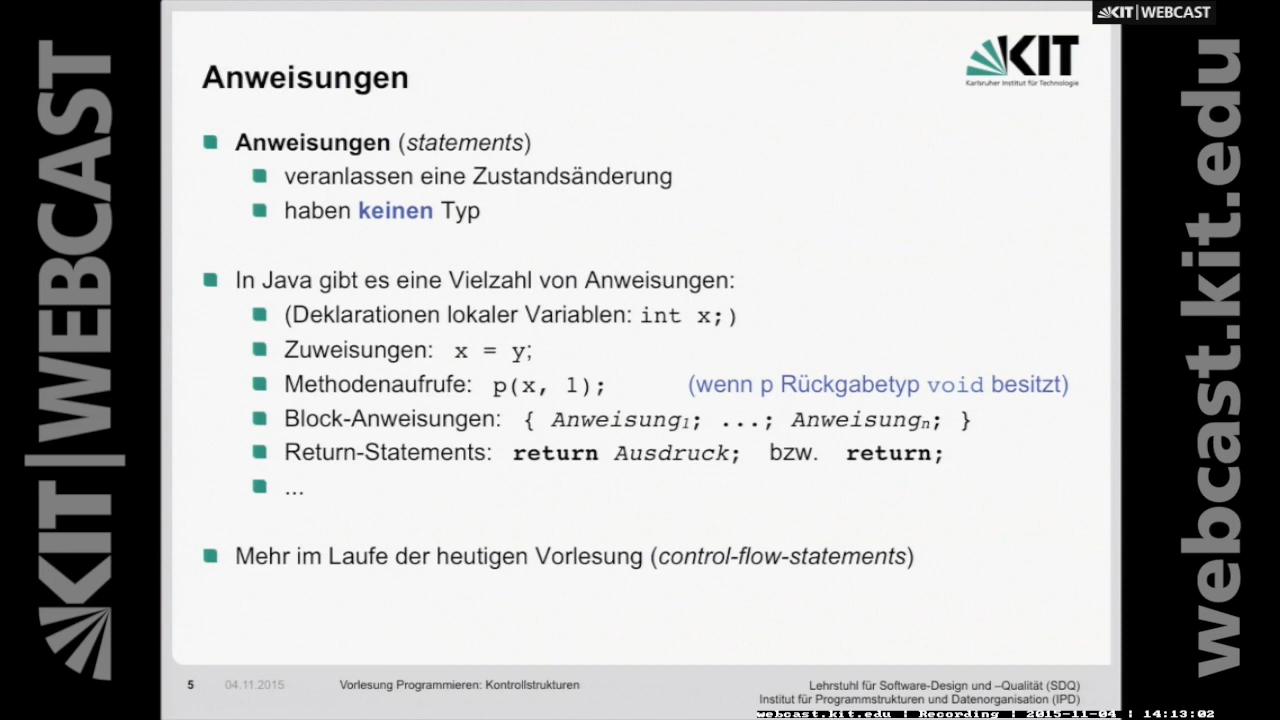 KIT|WEBCAST
KIT|WEBCAST
webcast.kit.edu
KIT
Karlsruher Institut für Technologie
Anweisungen
Anweisungen (statements)
veranlassen eine Zustandsänderung
haben keinen Typ
In Java gibt es eine Vielzahl von Anweisungen:
(Deklarationen lokaler Variablen: int x;)
Zuweisungen: x = y;
Methodenaufrufe: p(x, 1); (wenn p Rückgabetyp void besitzt)
Block-Anweisungen: { Anweisung1; ...; Anweisungn; }
Return-Statements: return Ausdruck; bzw. return;
...
Mehr im Laufe der heutigen Vorlesung (control-flow-statements)
5 04.11.2015 Vorlesung Programmieren: Kontrollstrukturen Lehrstuhl für Software-Design und –Qualität (SDQ)
Institut für Programmstrukturen und Datenorganisation (IPD)
webcast.kit.edu | Recording | 2015-11-04 | 14:13:02